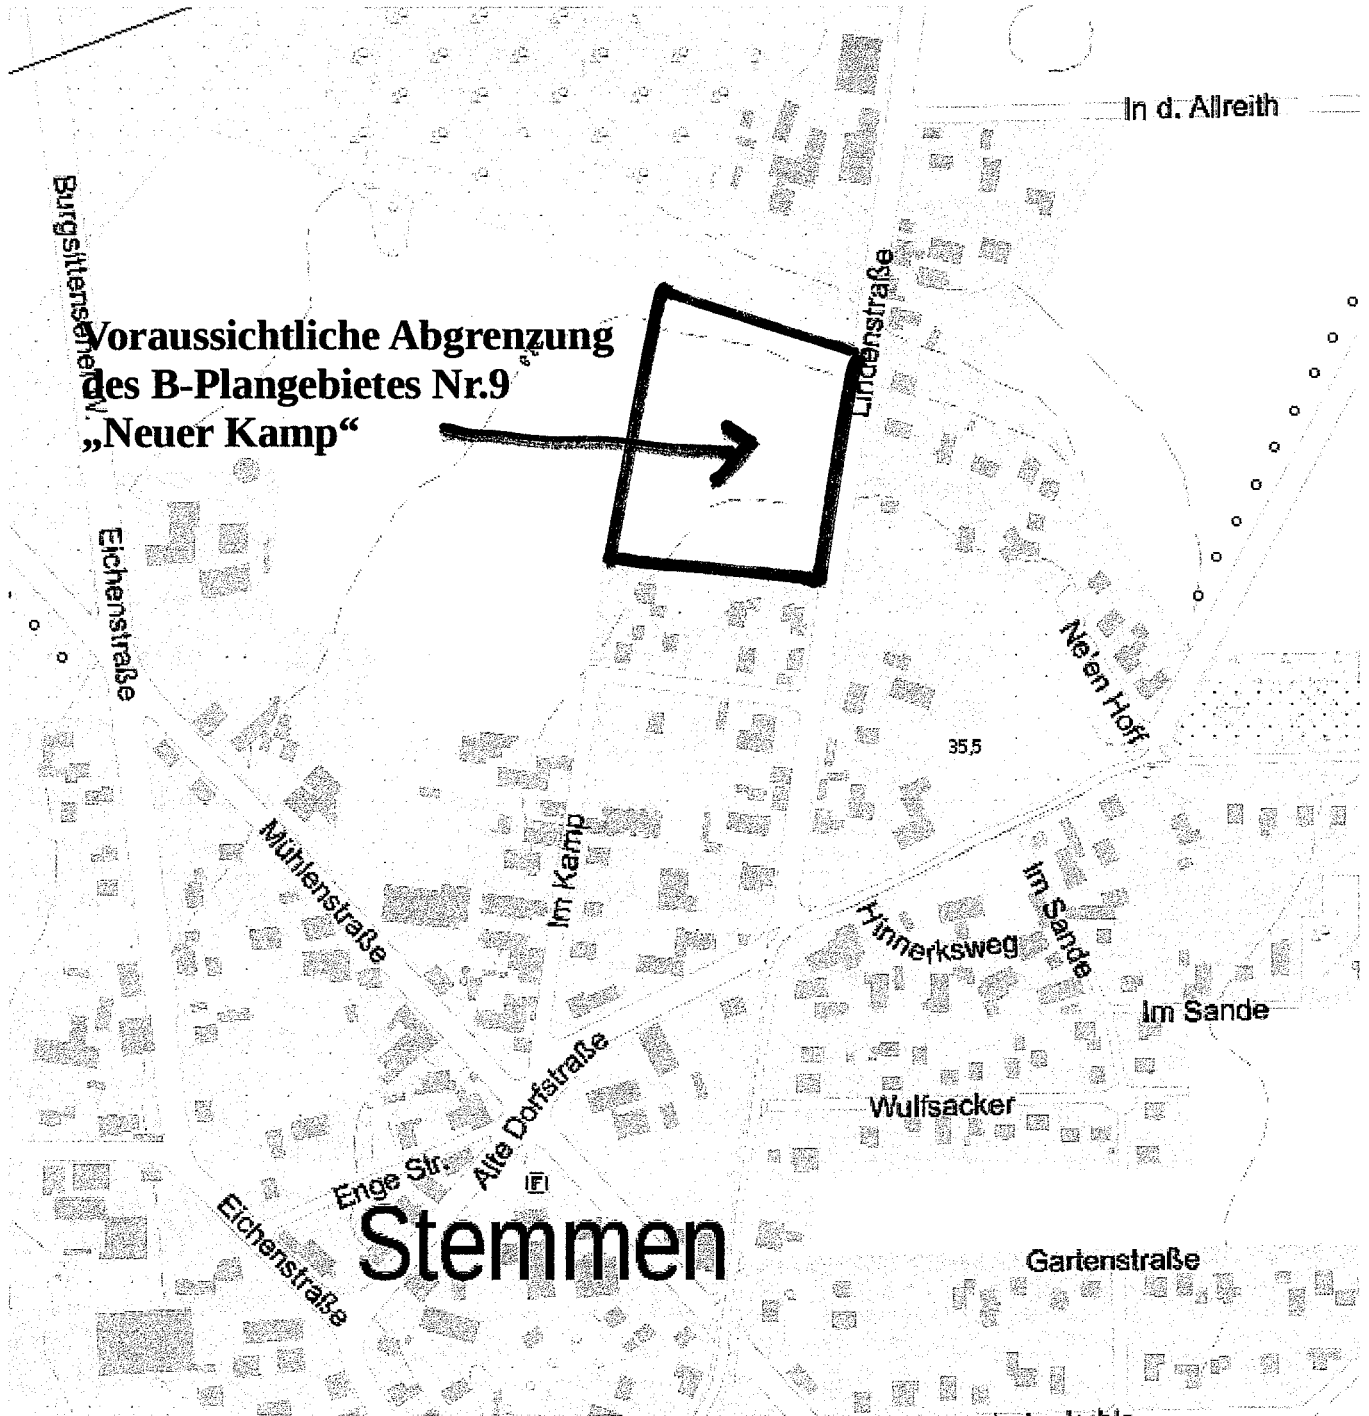 In d. Allreith
Burgsittensener W.
Lindenstraße
Voraussichtliche Abgrenzung
des B-Plangebietes Nr.9
„Neuer Kamp“
Eichenstraße
Ne'en Hoff
35,5
Mühlenstraße
Im Kamp
Hinnerksweg
Im Sande
Im Sande
Alte Dorfstraße
Wulfsacker
Enge Str.
F
Eichenstraße
Stemmen
Gartenstraße